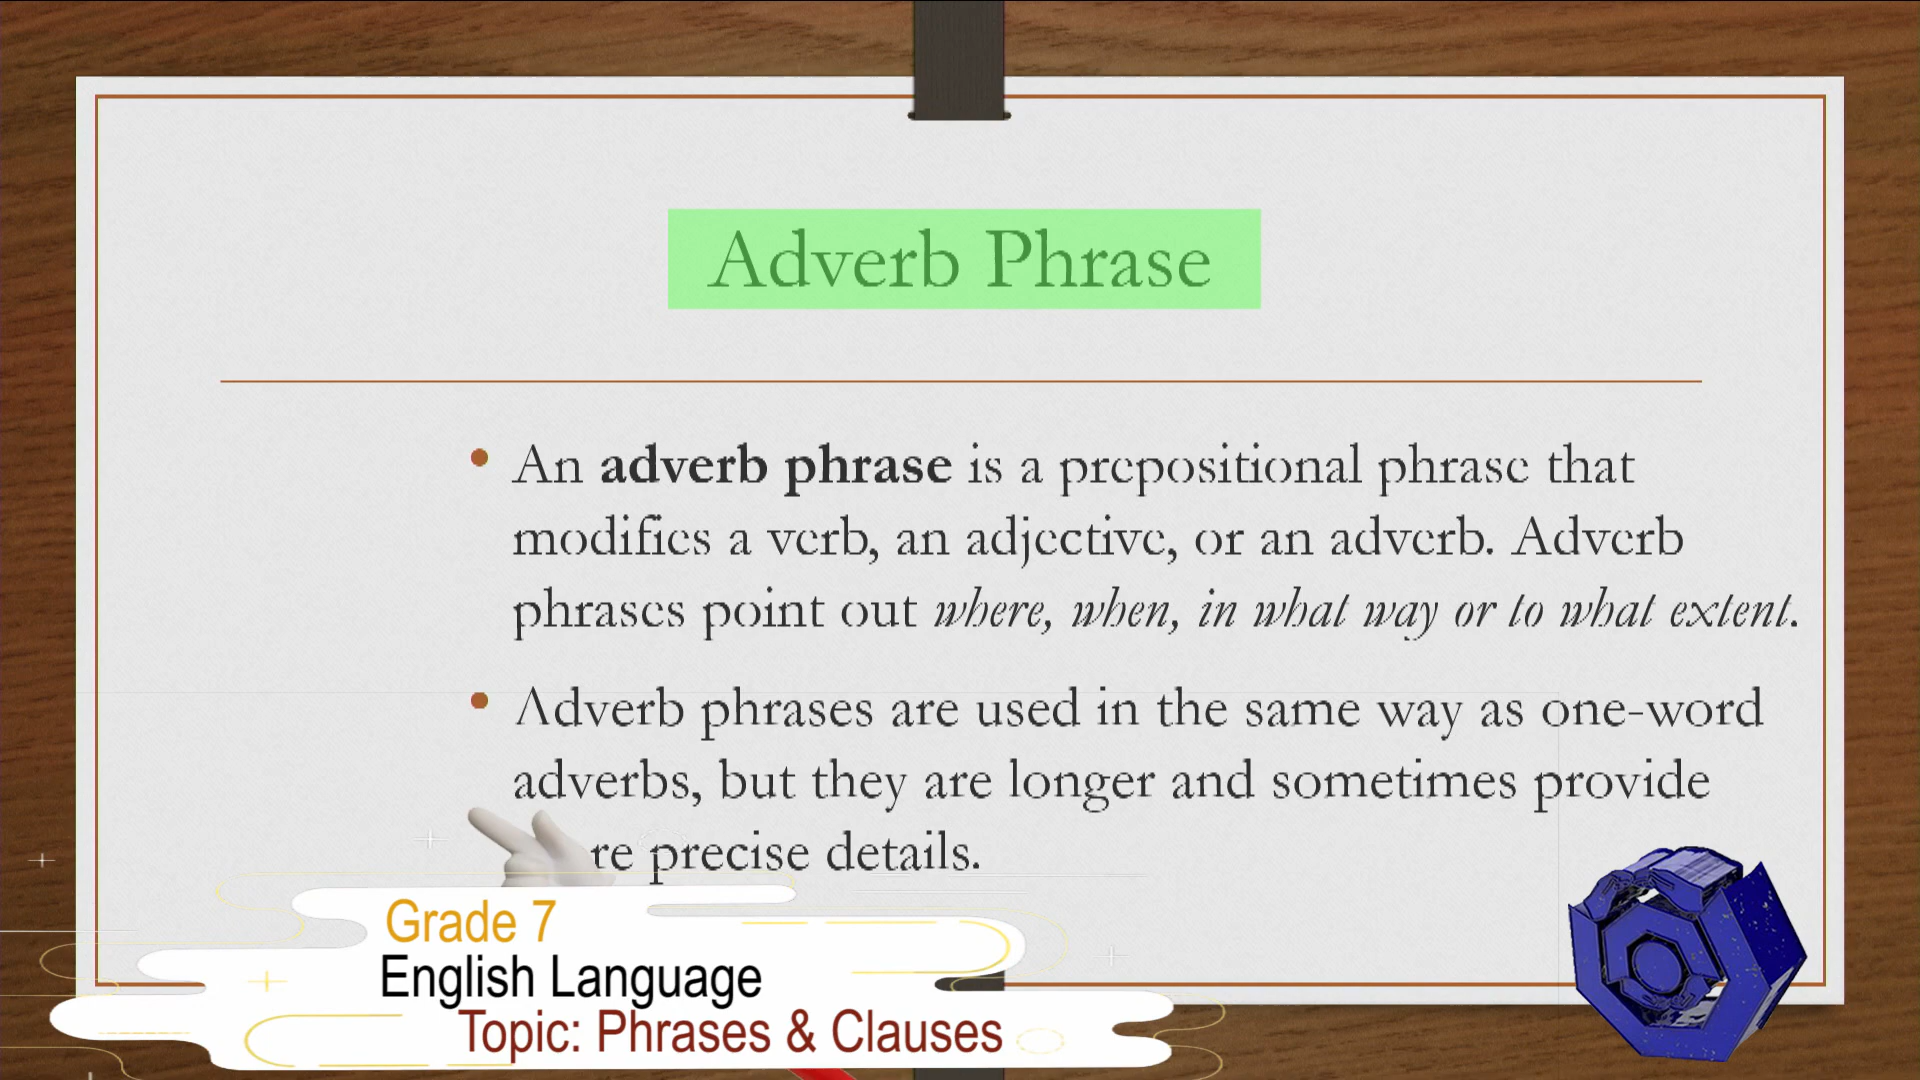 Adverb Phrase
• An adverb phrase is a prepositional phrase that
modifies a verb, an adjective, or an adverb. Adverb
phrases point out where, when, in what way or to what extent.
• Adverb phrases are used in the same way as one-word
adverbs, but they are longer and sometimes provide
re precise details.
Grade 7
English Language
Topic: Phrases & Clauses